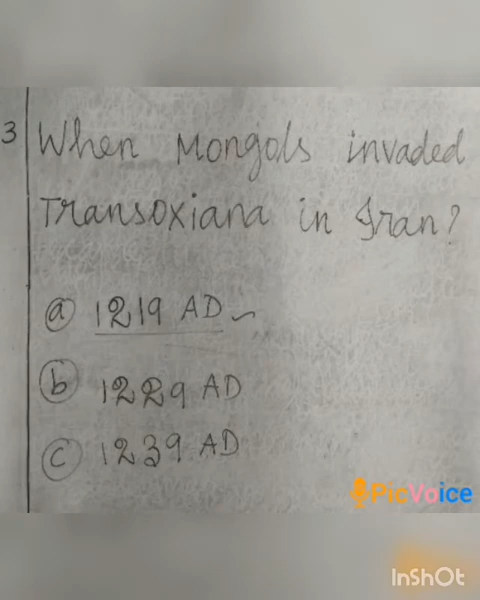 3 When Mongols invaded
Transoxiana in Iran?
a 1219 AD
b 1229 AD
c 1239 AD
PicVoice
InShOt